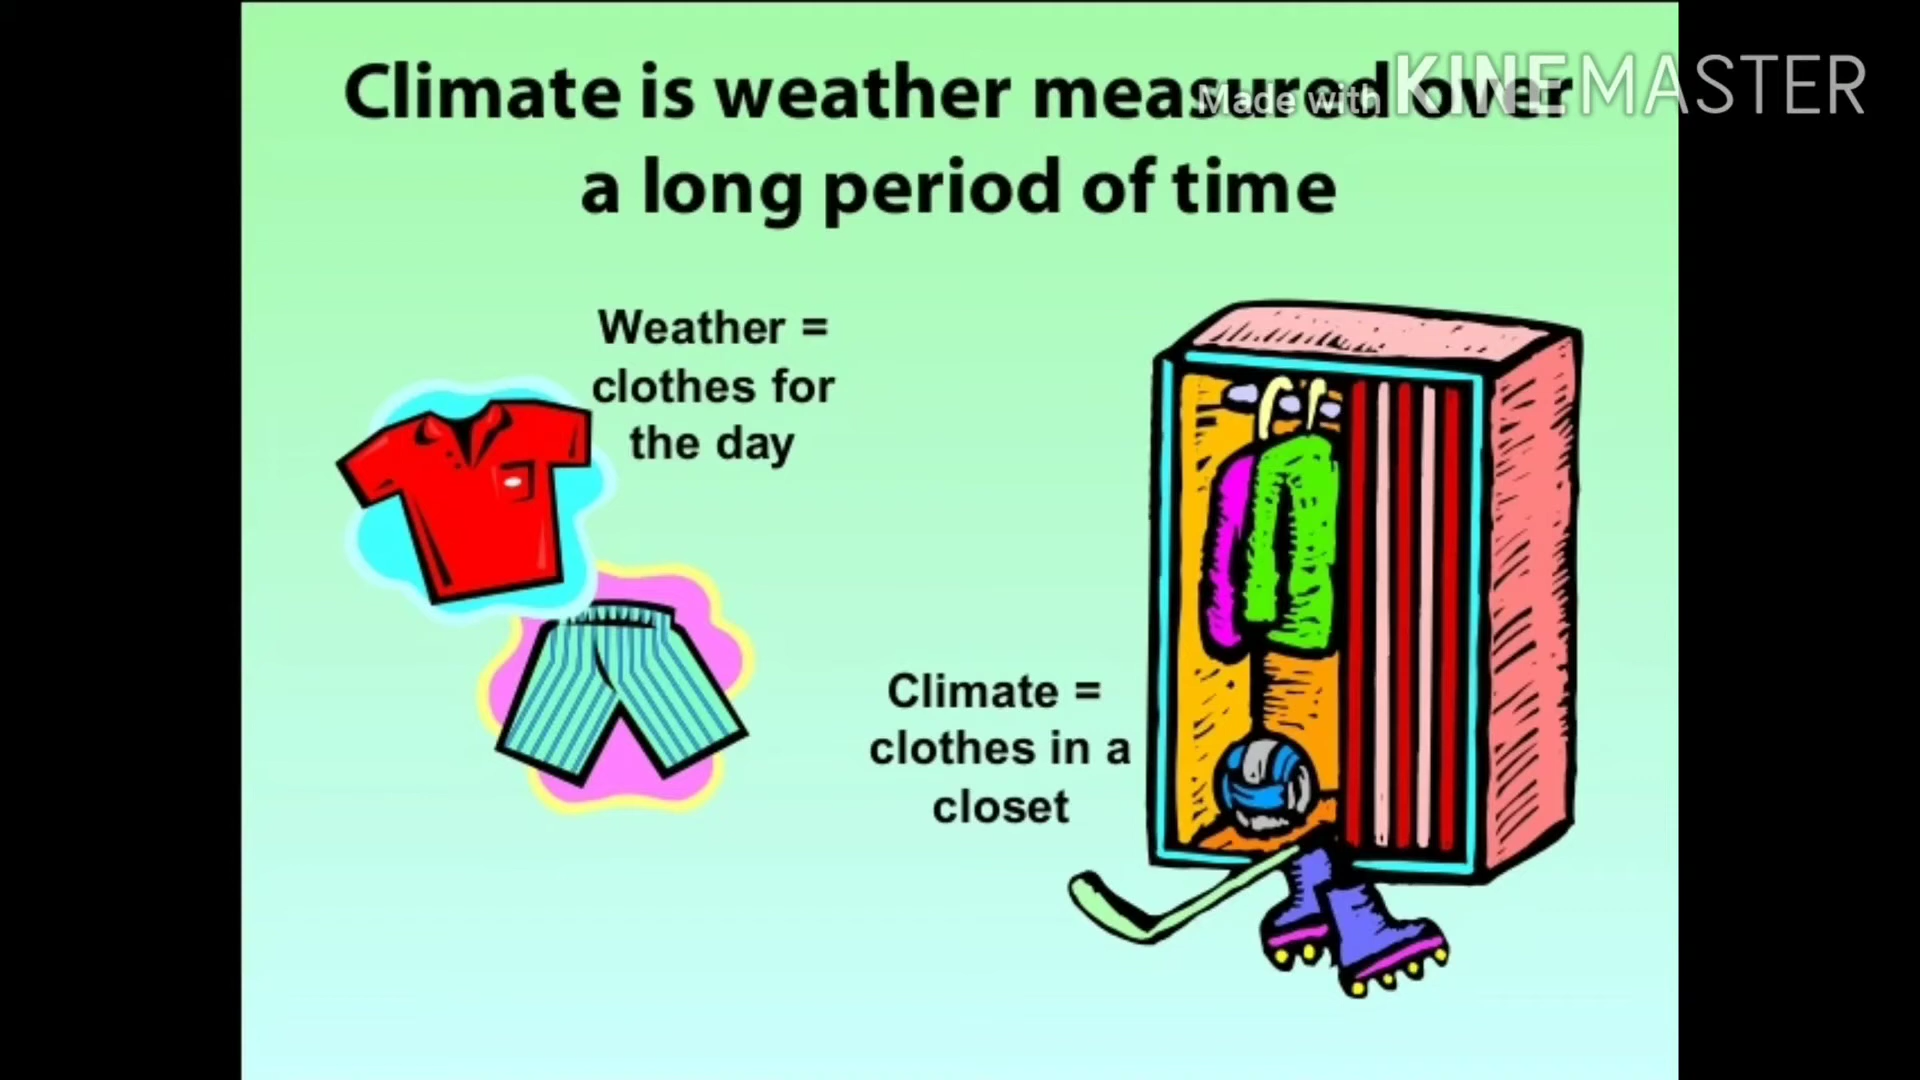 Climate is weather measured over
Made with KINEMASTER
a long period of time
Weather =
clothes for
the day
Climate =
clothes in a
closet